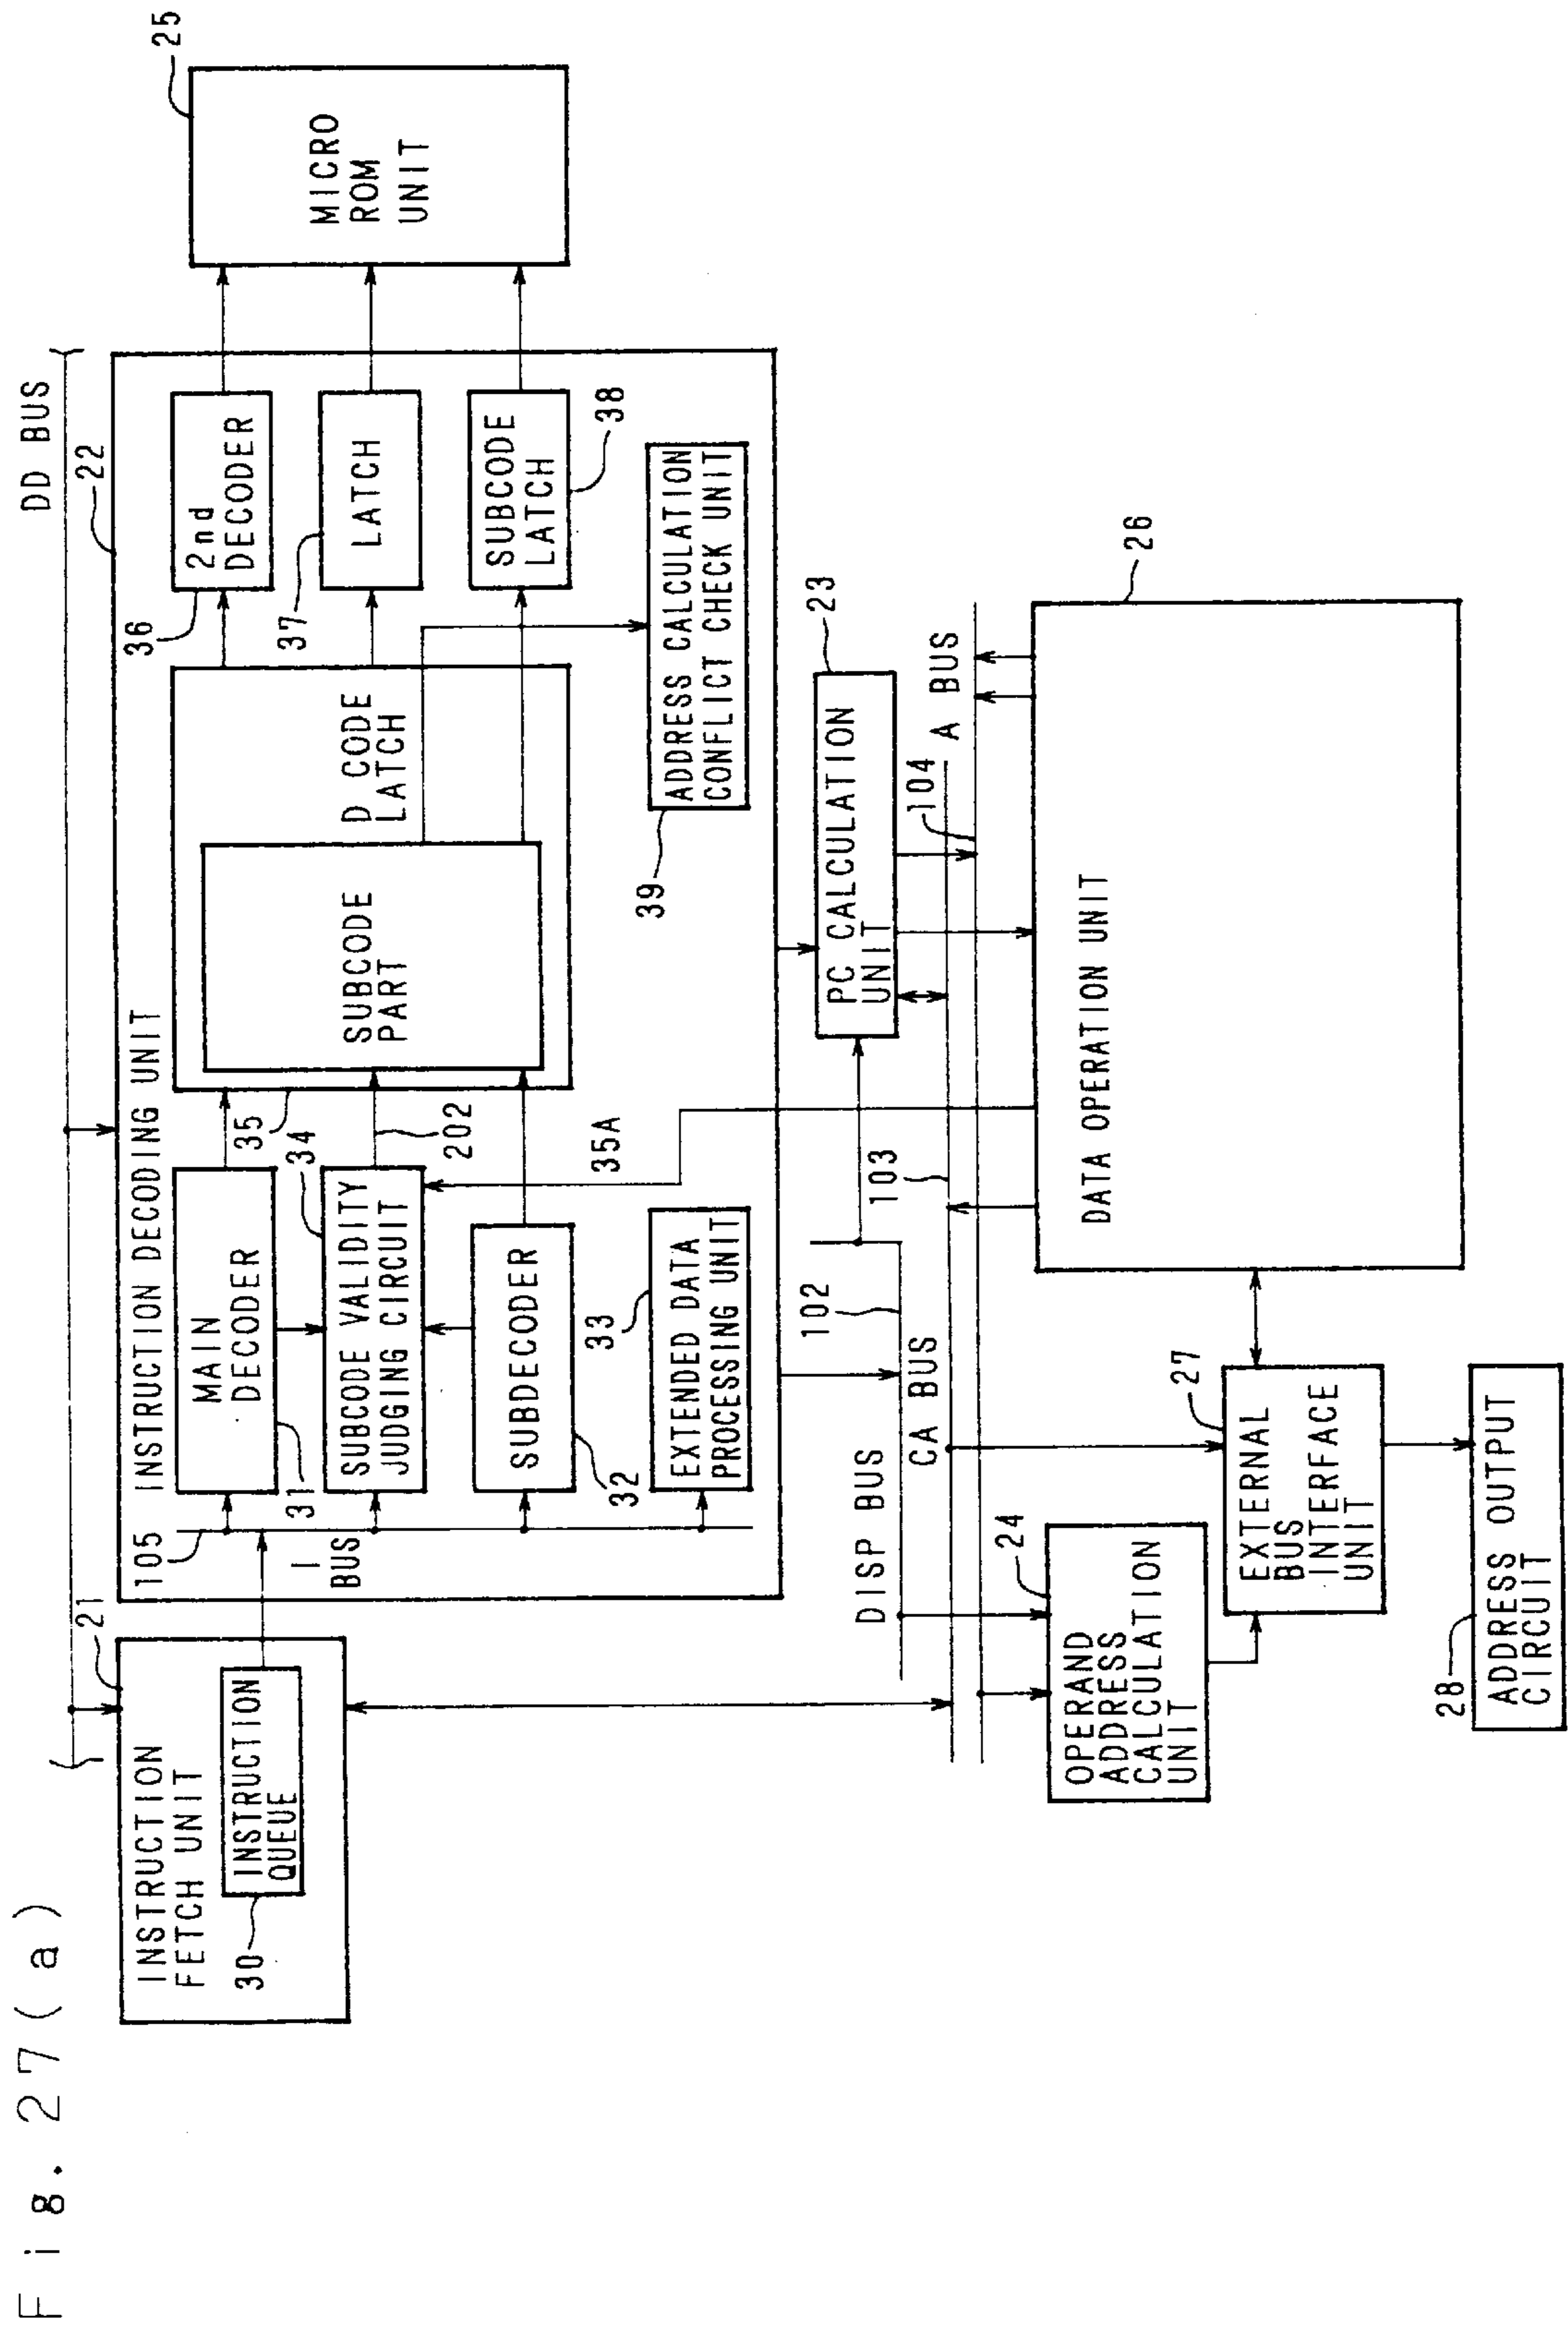 Fig. 27(a)
DD BUS
21
INSTRUCTION
FETCH UNIT
INSTRUCTION
QUEUE
30
22
INSTRUCTION DECODING UNIT
105
I
BUS
MAIN
DECODER
31
SUBCODE VALIDITY
JUDGING CIRCUIT
34
SUBDECODER
32
EXTENDED DATA
PROCESSING UNIT
33
35
202
35A
SUBCODE
PART
D CODE
LATCH
36
2nd
DECODER
37
LATCH
SUBCODE
LATCH
38
ADDRESS CALCULATION
CONFLICT CHECK UNIT
39
25
MICRO
ROM
UNIT
PC CALCULATION
UNIT
23
DISP BUS
102
CA BUS
103
104
A BUS
24
OPERAND
ADDRESS
CALCULATION
UNIT
DATA OPERATION UNIT
26
27
EXTERNAL
BUS
INTERFACE
UNIT
28
ADDRESS OUTPUT
CIRCUIT